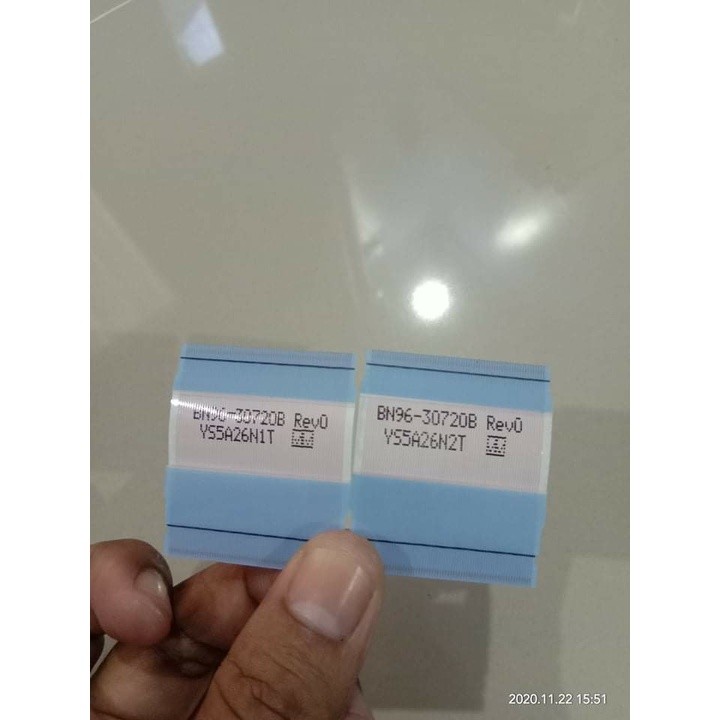 BN96-30720B Rev0
YS5A26N1T
BN96-30720B Rev0
YS5A26N2T
2020.11.22 15:51